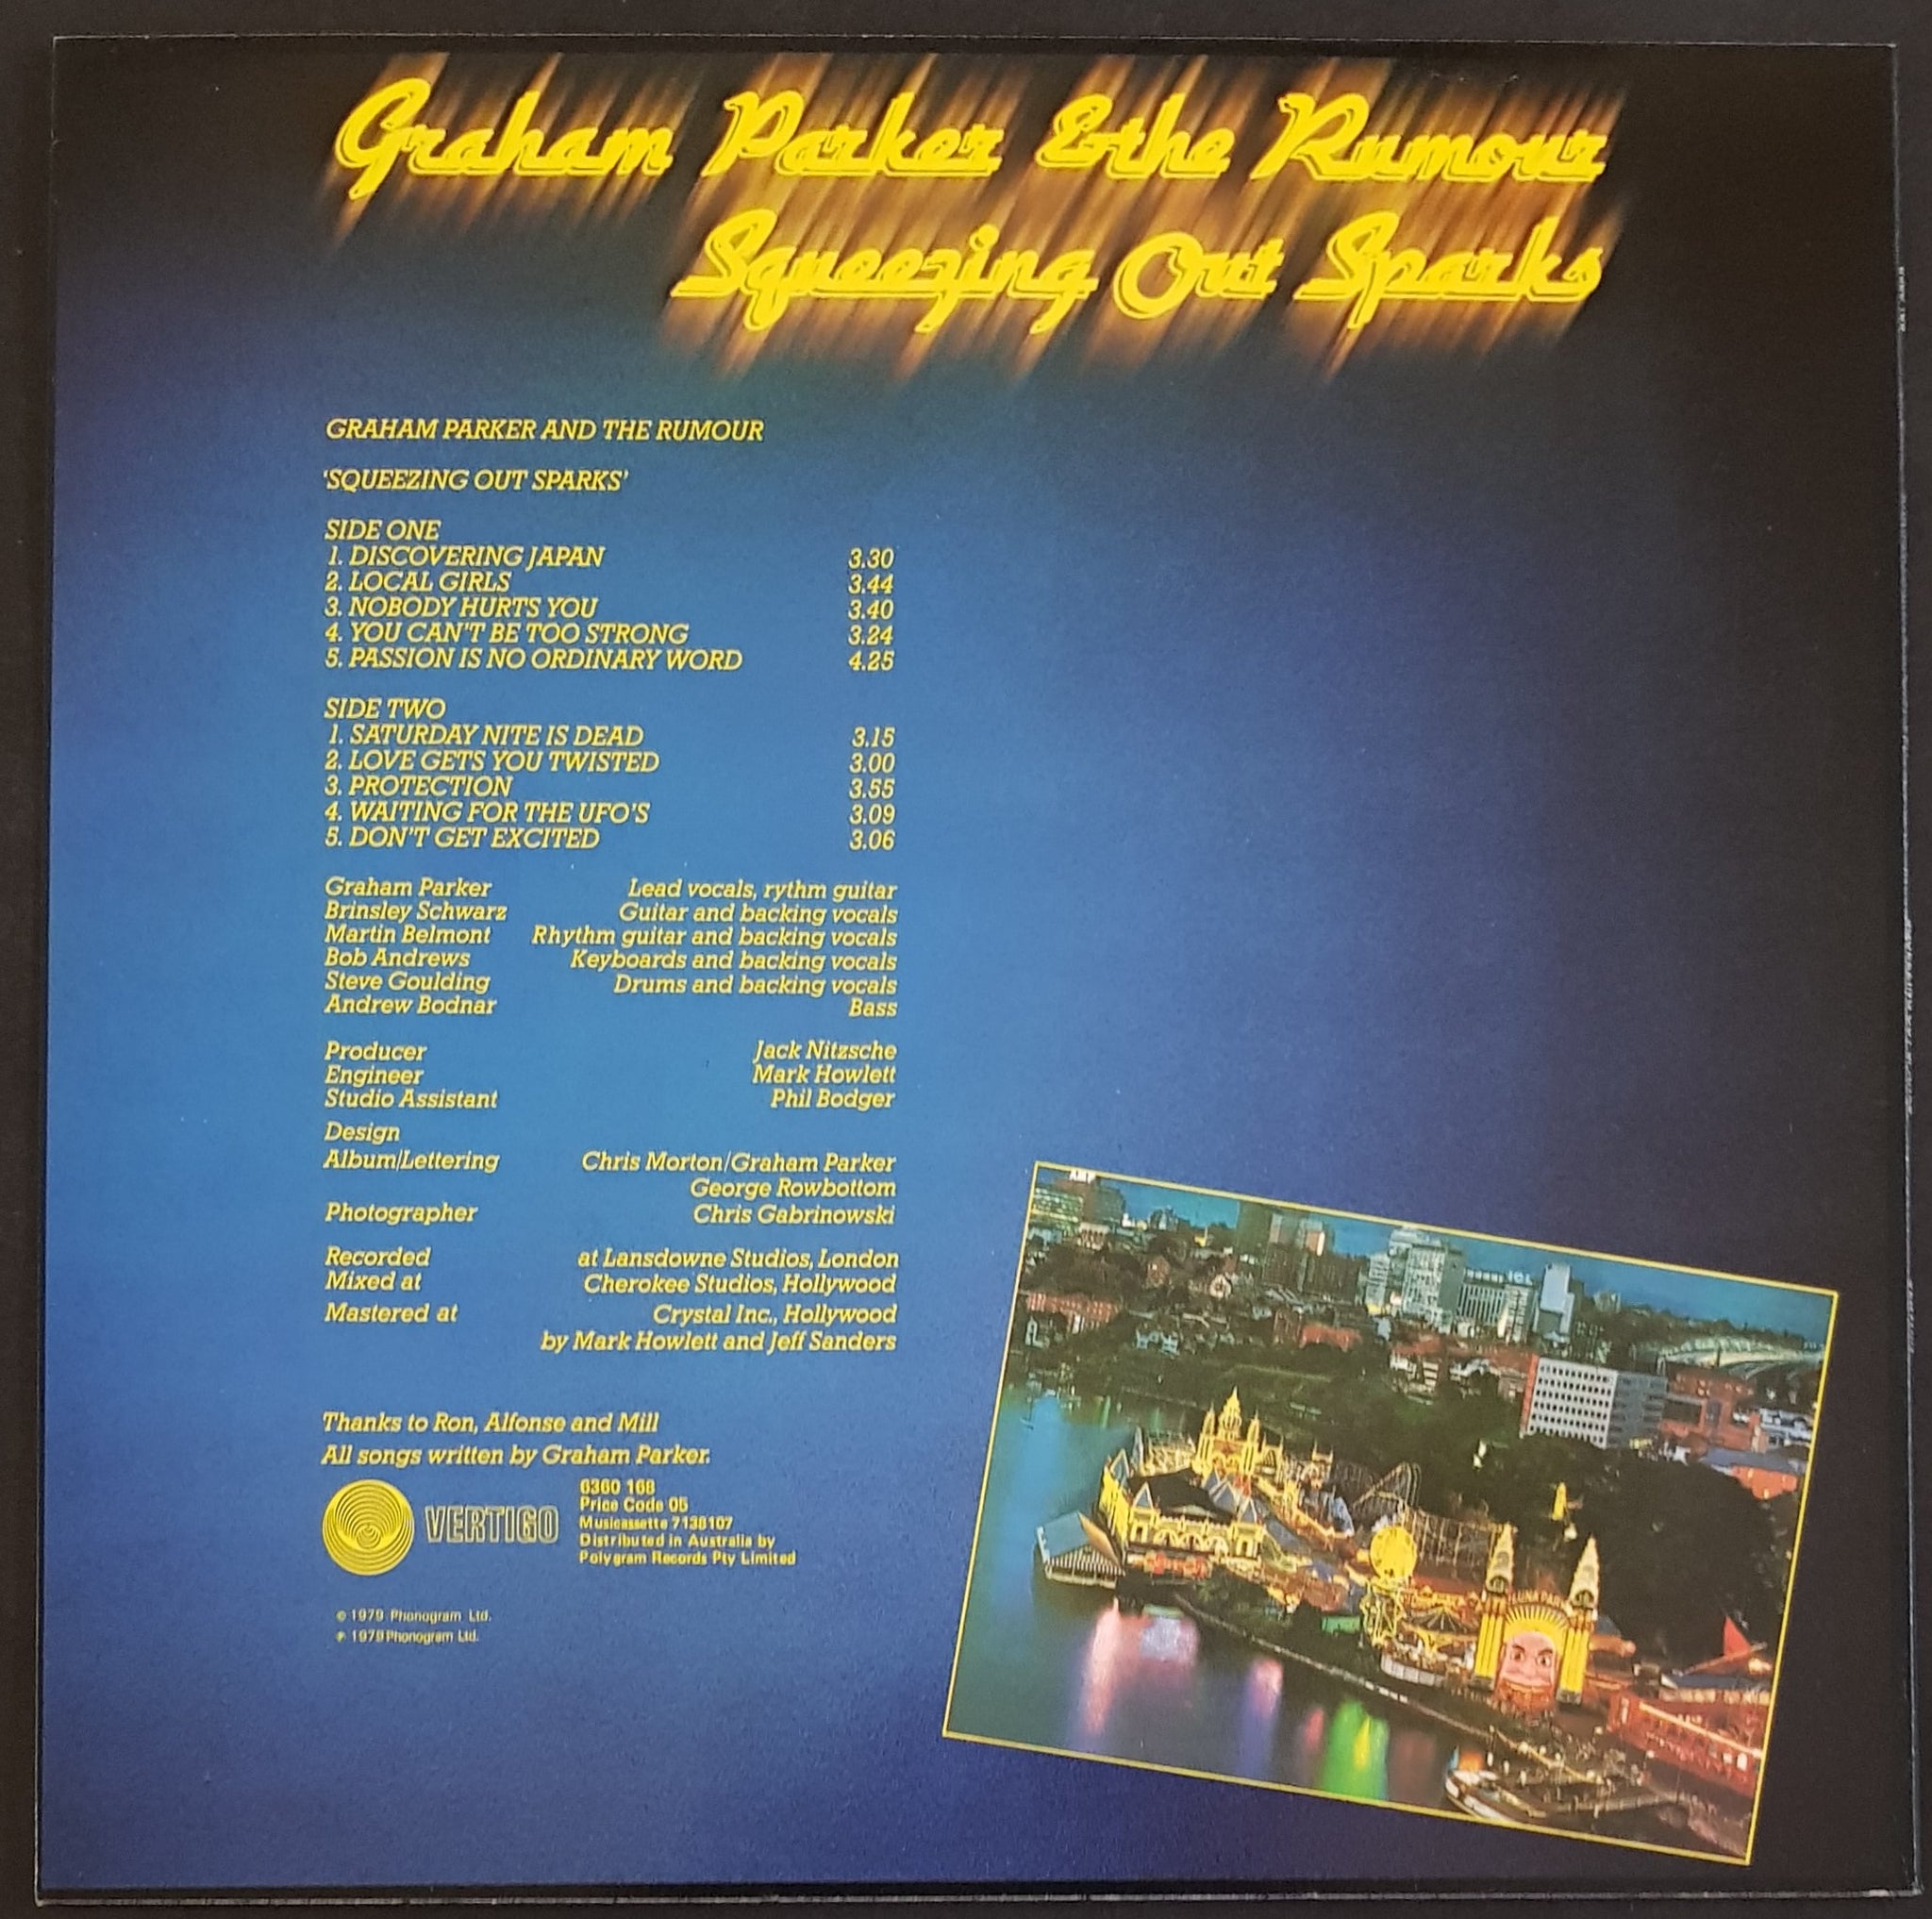 Graham Parker & the Rumour
Squeezing Out Sparks
GRAHAM PARKER AND THE RUMOUR
'SQUEEZING OUT SPARKS'
SIDE ONE
1. DISCOVERING JAPAN 3.30
2. LOCAL GIRLS 3.44
3. NOBODY HURTS YOU 3.40
4. YOU CAN'T BE TOO STRONG 3.24
5. PASSION IS NO ORDINARY WORD 4.25
SIDE TWO
1. SATURDAY NITE IS DEAD 3.15
2. LOVE GETS YOU TWISTED 3.00
3. PROTECTION 3.55
4. WAITING FOR THE UFO'S 3.09
5. DON'T GET EXCITED 3.06
Graham Parker Lead vocals, rythm guitar
Brinsley Schwarz Guitar and backing vocals
Martin Belmont Rhythm guitar and backing vocals
Bob Andrews Keyboards and backing vocals
Steve Goulding Drums and backing vocals
Andrew Bodnar Bass
Producer Jack Nitzsche
Engineer Mark Howlett
Studio Assistant Phil Bodger
Design
Album/Lettering Chris Morton/Graham Parker
George Rowbottom
Photographer Chris Gabrinowski
Recorded at Lansdowne Studios, London
Mixed at Cherokee Studios, Hollywood
Mastered at Crystal Inc., Hollywood
by Mark Howlett and Jeff Sanders
Thanks to Ron, Alfonse and Mill
All songs written by Graham Parker.
VERTIGO
6360 168
Price Code 05
Musicassette 7138107
Distributed in Australia by
Polygram Records Pty Limited
© 1979 Phonogram Ltd.
℗ 1979 Phonogram Ltd.
LUNA PARK